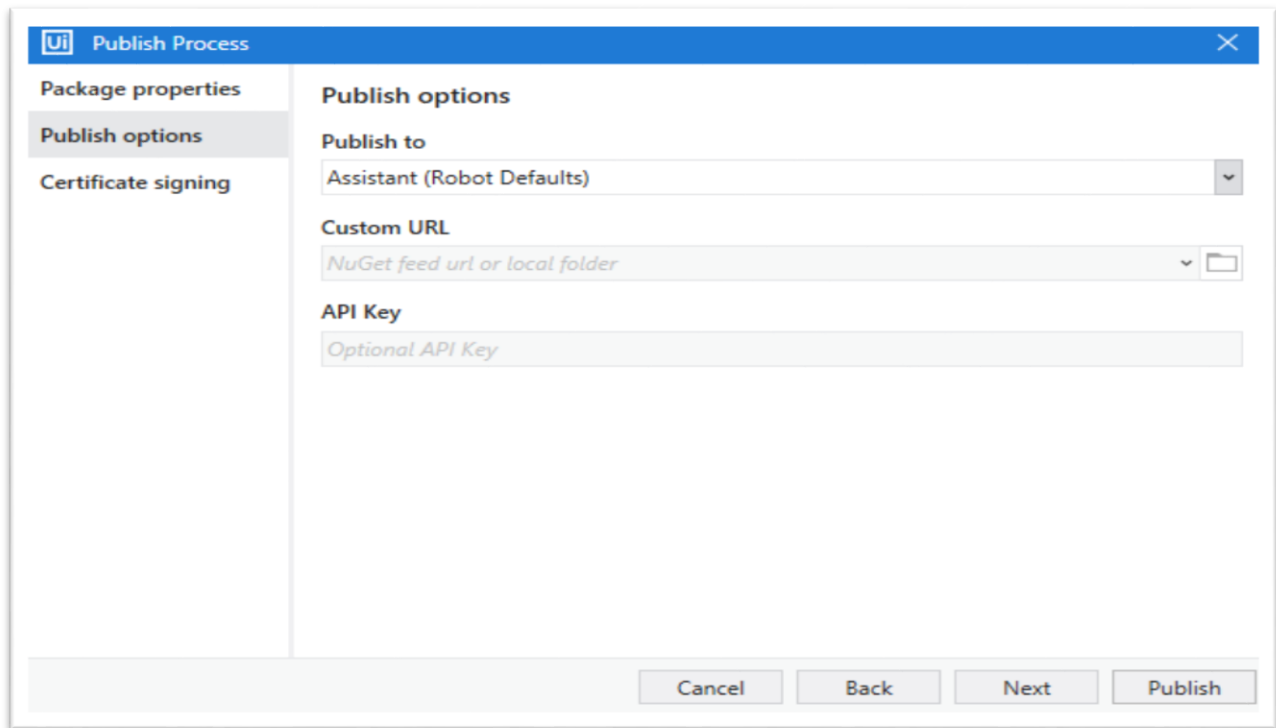 Ui Publish Process
Package properties
Publish options
Certificate signing
Publish options
Publish to
Assistant (Robot Defaults)
Custom URL
NuGet feed url or local folder
API Key
Optional API Key
Cancel Back Next Publish